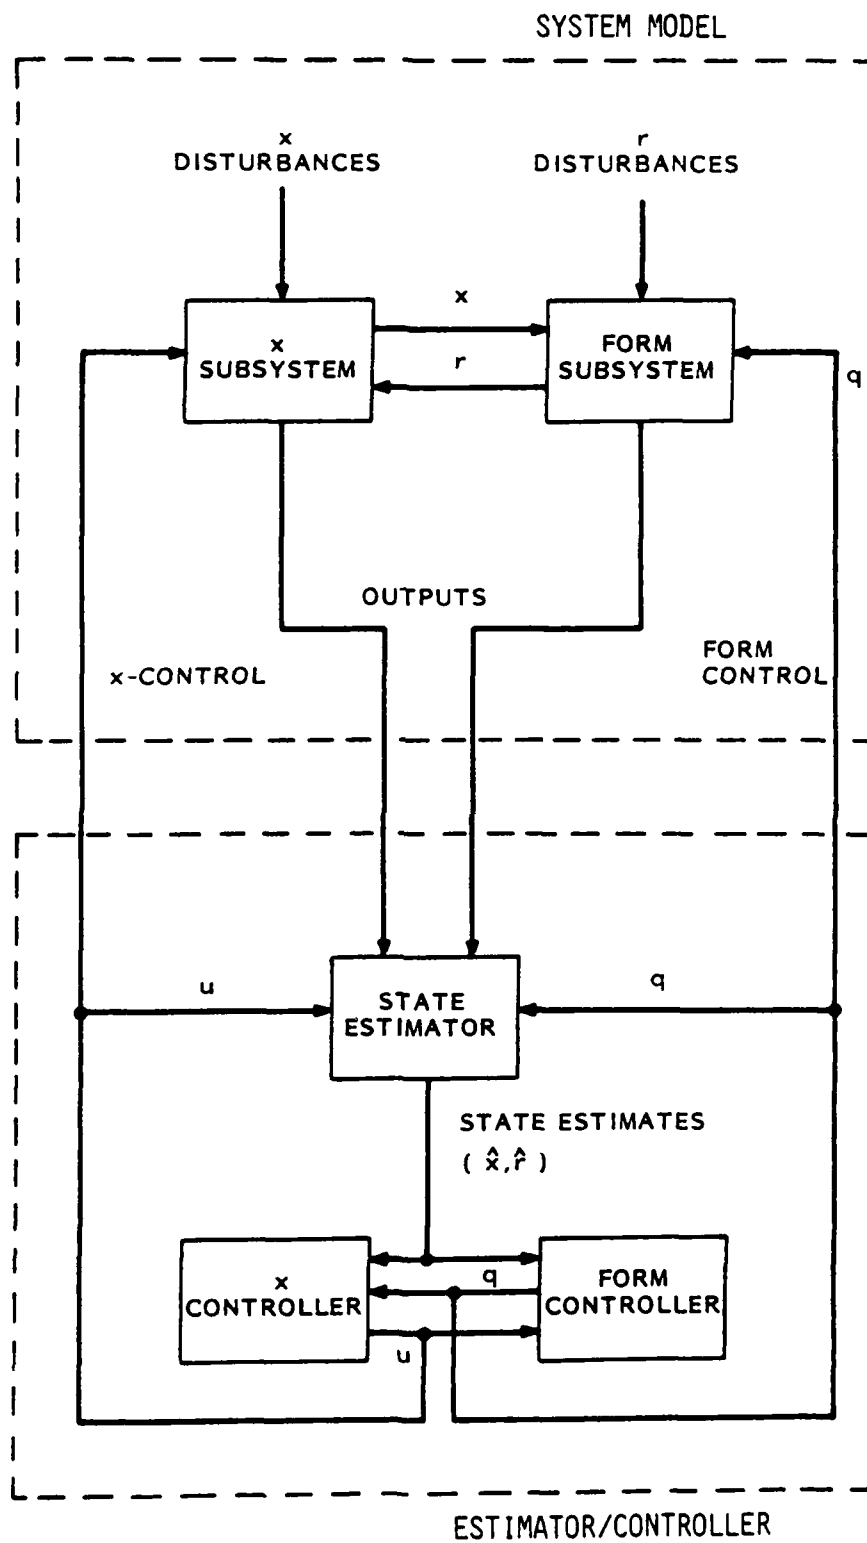 SYSTEM MODEL
x
DISTURBANCES
r
DISTURBANCES
x
x
SUBSYSTEM
r
FORM
SUBSYSTEM
q
OUTPUTS
x-CONTROL
FORM
CONTROL
u
STATE
ESTIMATOR
q
STATE ESTIMATES
( x̂, r̂ )
x
CONTROLLER
q
u
FORM
CONTROLLER
ESTIMATOR/CONTROLLER